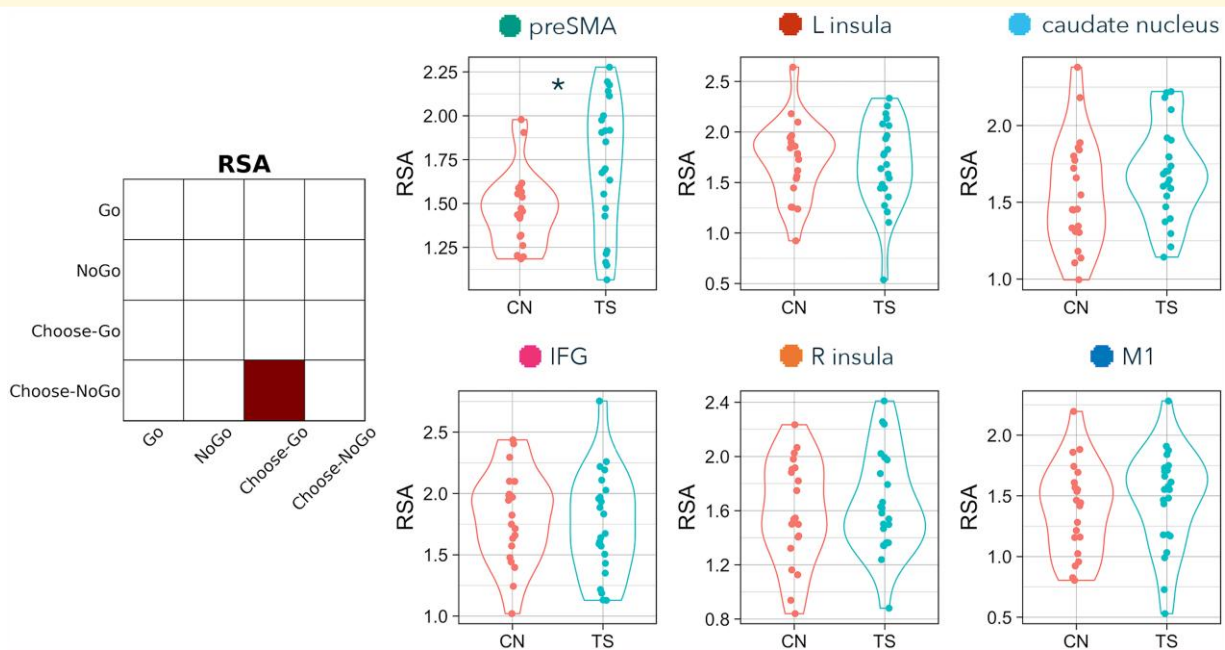 RSA
Go
NoGo
Choose-Go
Choose-NoGo
Go
NoGo
Choose-Go
Choose-NoGo
preSMA
RSA
2.25
2.00
1.75
1.50
1.25
*
CN TS
L insula
RSA
2.5
2.0
1.5
1.0
0.5
CN TS
caudate nucleus
RSA
2.0
1.5
1.0
CN TS
IFG
RSA
2.5
2.0
1.5
1.0
CN TS
R insula
RSA
2.4
2.0
1.6
1.2
0.8
CN TS
M1
RSA
2.0
1.5
1.0
0.5
CN TS